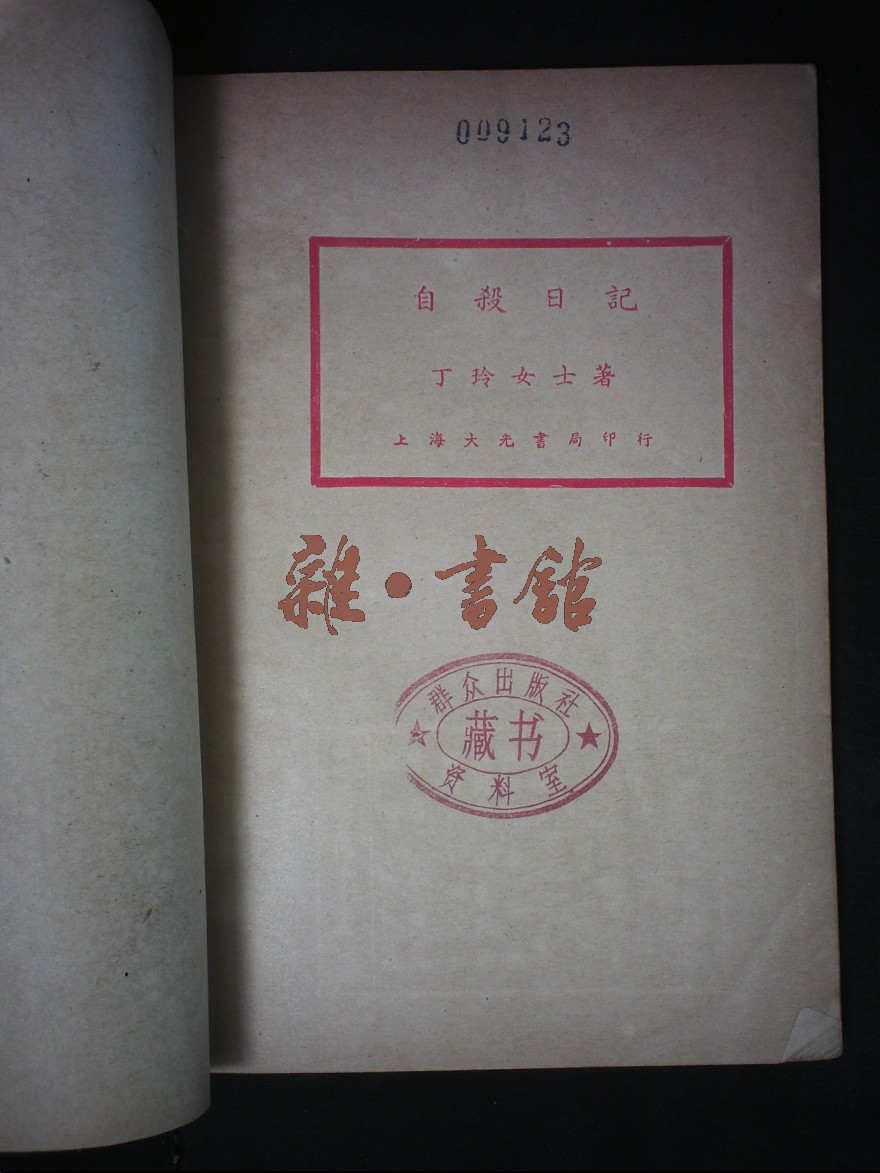 009123
自殺日記
丁玲女士著
上海大光書局印行
雜·書館
群众出版社
藏书
资料室